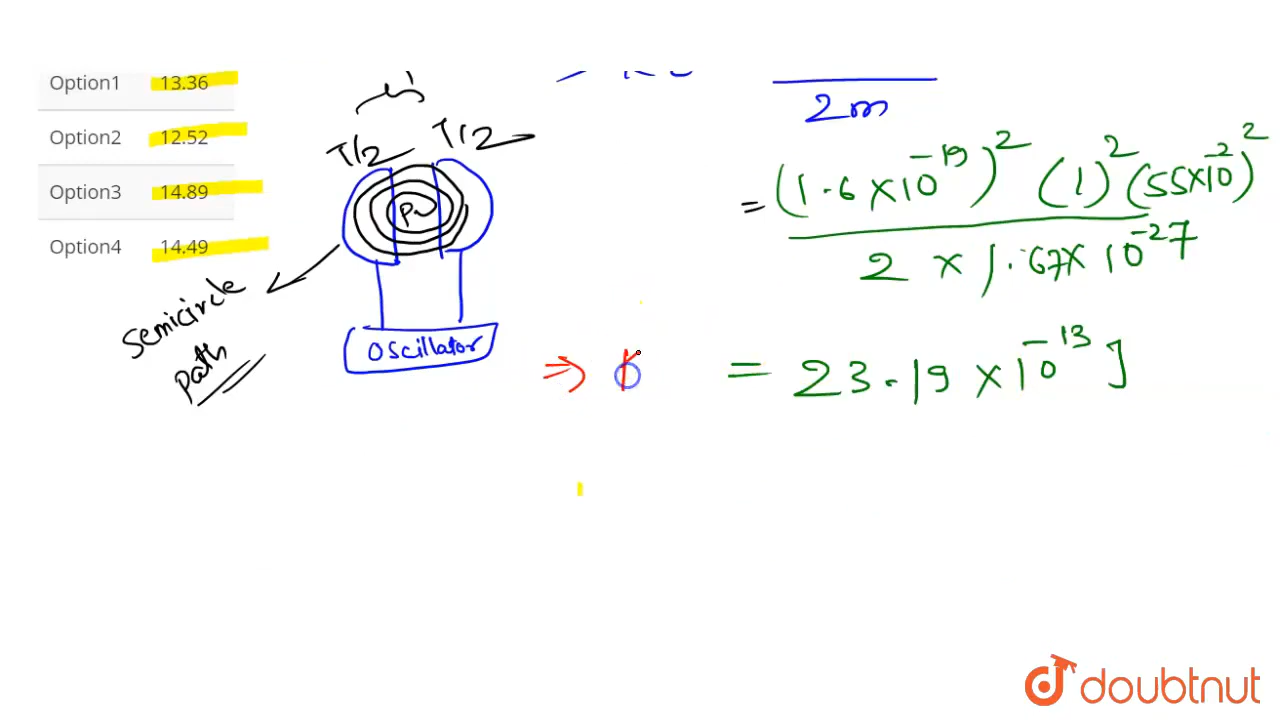 Option1 13.36
Option2 12.52
Option3 14.89
Option4 14.49
T/2 T/2
P
Oscillator
semicircle
path
2m
= (1.6×10^-19)^2 (1)^2 (55×10^-2)^2
2 × 1.67× 10^-27
⇒ K = 23.19 × 10^-13 J
doubtnut